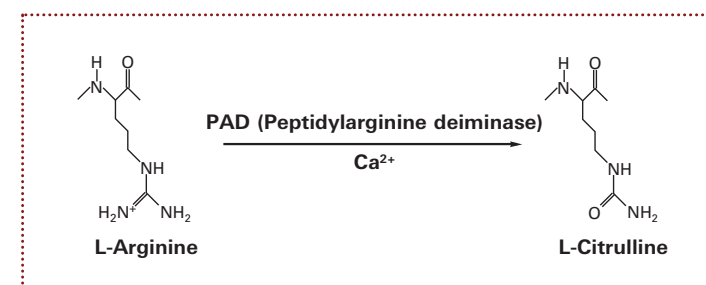 H O
N
PAD (Peptidylarginine deiminase)
Ca²⁺
NH
H₂N⁺ NH₂
L-Arginine
H O
N
NH
O NH₂
L-Citrulline